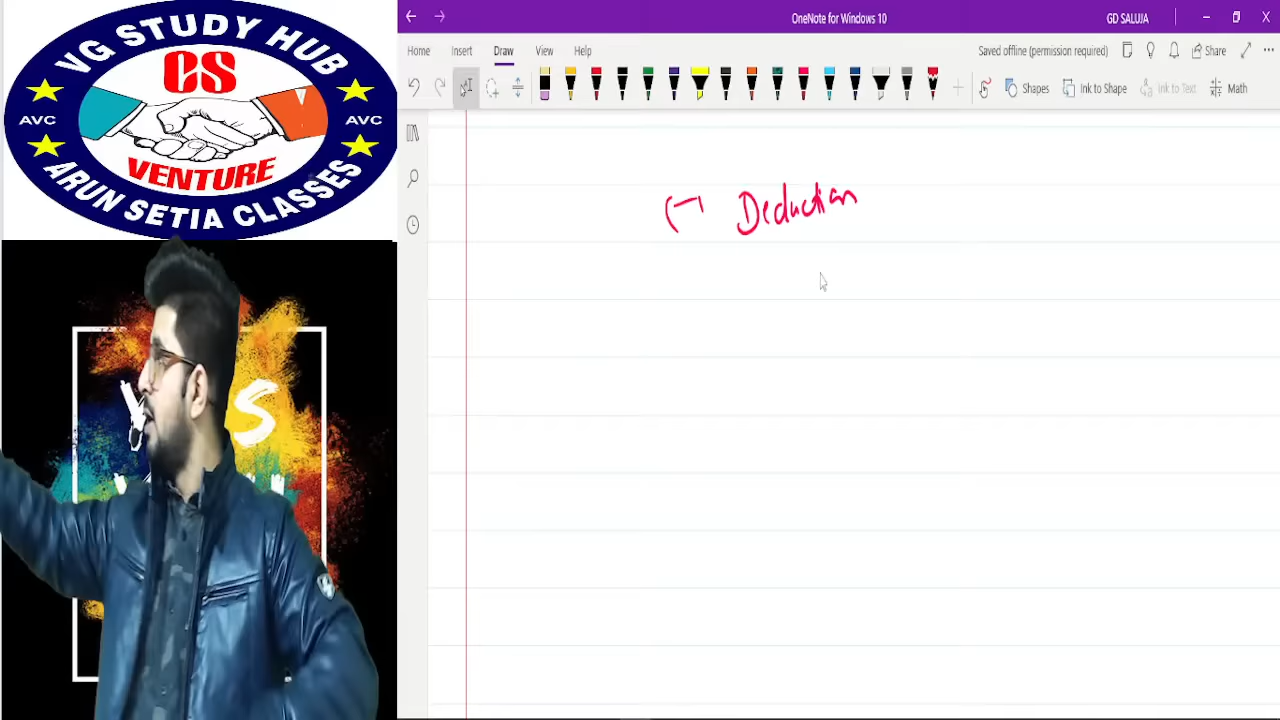 VG STUDY HUB
CS
AVC
AVC
VENTURE
ARUN SETIA CLASSES
S
OneNote for Windows 10
GD SALUJA
Home Insert Draw View Help
Saved offline (permission required)
Share
Shapes
Ink to Shape
Ink to Text
Math
(-) Deduction